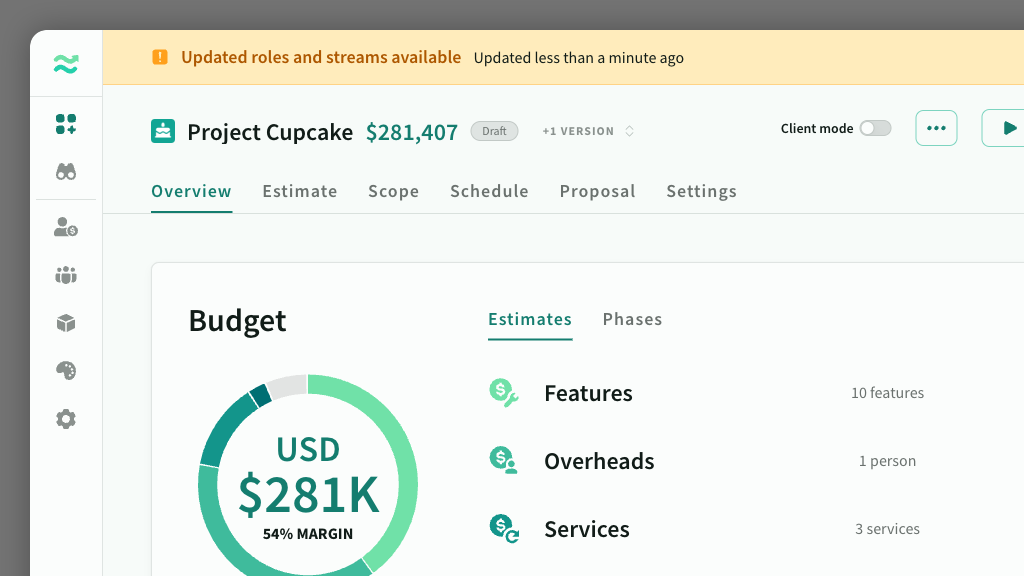 Updated roles and streams available Updated less than a minute ago
Project Cupcake $281,407 Draft +1 VERSION Client mode
Overview Estimate Scope Schedule Proposal Settings
Budget
Estimates Phases
Features 10 features
USD
$281K
54% MARGIN
Overheads 1 person
Services 3 services